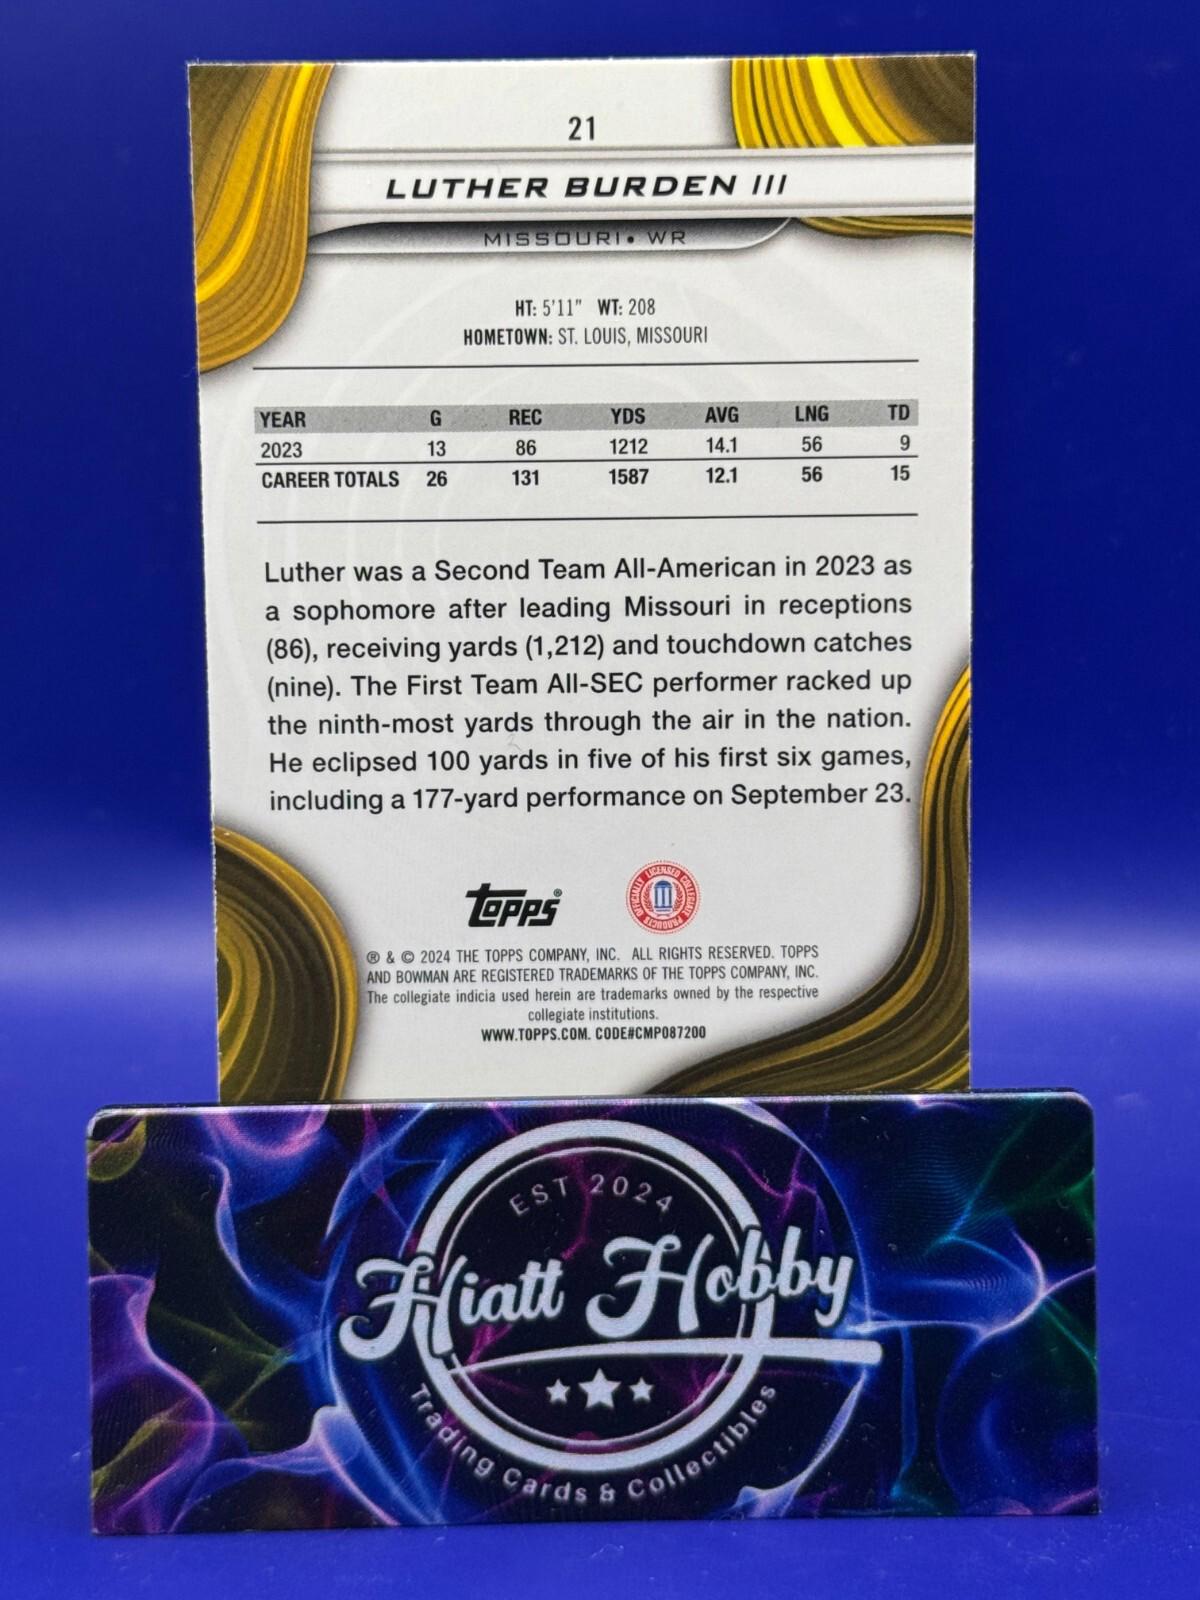 21
LUTHER BURDEN III
MISSOURI • WR
HT: 5'11" WT: 208
HOMETOWN: ST. LOUIS, MISSOURI
YEAR G REC YDS AVG LNG TD
2023 13 86 1212 14.1 56 9
CAREER TOTALS 26 131 1587 12.1 56 15
Luther was a Second Team All-American in 2023 as
a sophomore after leading Missouri in receptions
(86), receiving yards (1,212) and touchdown catches
(nine). The First Team All-SEC performer racked up
the ninth-most yards through the air in the nation.
He eclipsed 100 yards in five of his first six games,
including a 177-yard performance on September 23.
Topps®
OFFICIALLY LICENSED COLLEGIATE PRODUCTS
® & © 2024 THE TOPPS COMPANY, INC. ALL RIGHTS RESERVED. TOPPS
AND BOWMAN ARE REGISTERED TRADEMARKS OF THE TOPPS COMPANY, INC.
The collegiate indicia used herein are trademarks owned by the respective
collegiate institutions.
WWW.TOPPS.COM. CODE#CMP087200
EST 2024
Hiatt Hobby
Trading Cards & Collectibles